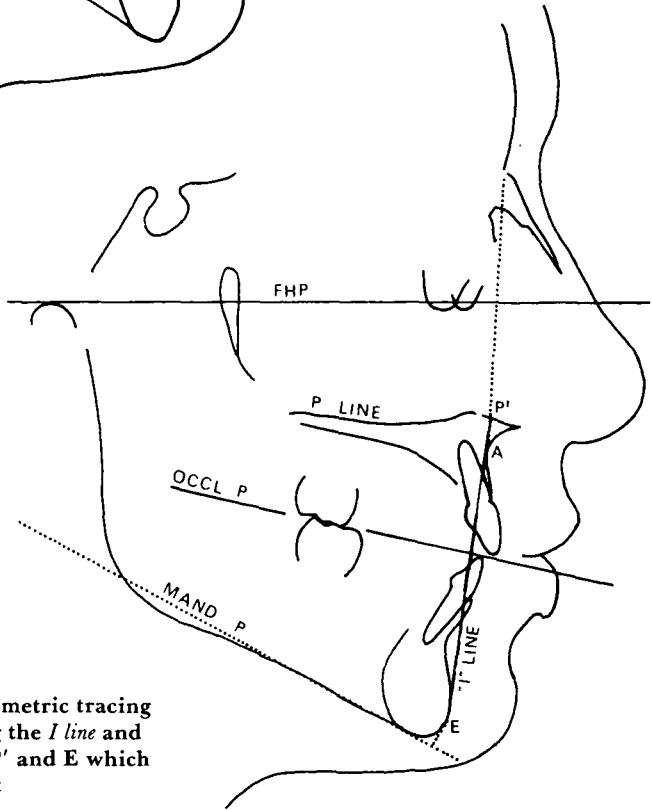 FHP
P LINE
P'
A
OCCL P
MAND P
"I" LINE
E
metric tracing
the I line and
and E which